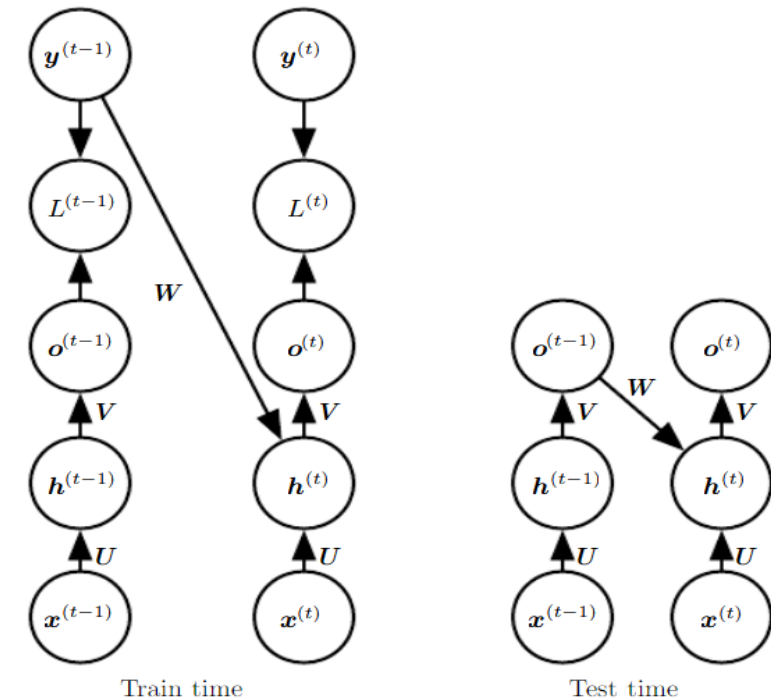 y(t−1) y(t)
L(t−1) L(t)
W
o(t−1) o(t) o(t−1) o(t)
W
V V V V
h(t−1) h(t) h(t−1) h(t)
U U U U
x(t−1) x(t) x(t−1) x(t)
Train time Test time